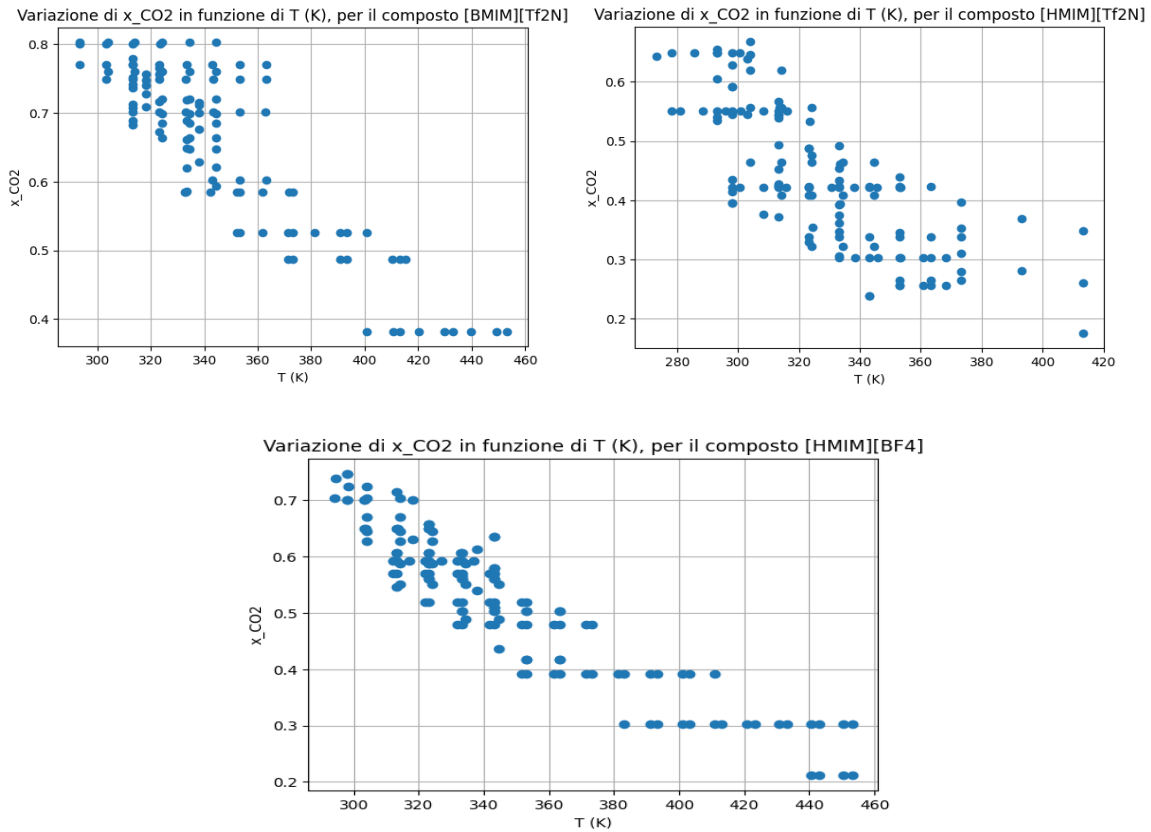 Variazione di x_CO2 in funzione di T (K), per il composto [BMIM][Tf2N]
0.8
0.7
0.6
0.5
0.4
x_CO2
300 320 340 360 380 400 420 440 460
T (K)
Variazione di x_CO2 in funzione di T (K), per il composto [HMIM][Tf2N]
0.6
0.5
0.4
0.3
0.2
x_CO2
280 300 320 340 360 380 400 420
T (K)
Variazione di x_CO2 in funzione di T (K), per il composto [HMIM][BF4]
0.7
0.6
0.5
0.4
0.3
0.2
x_CO2
300 320 340 360 380 400 420 440 460
T (K)